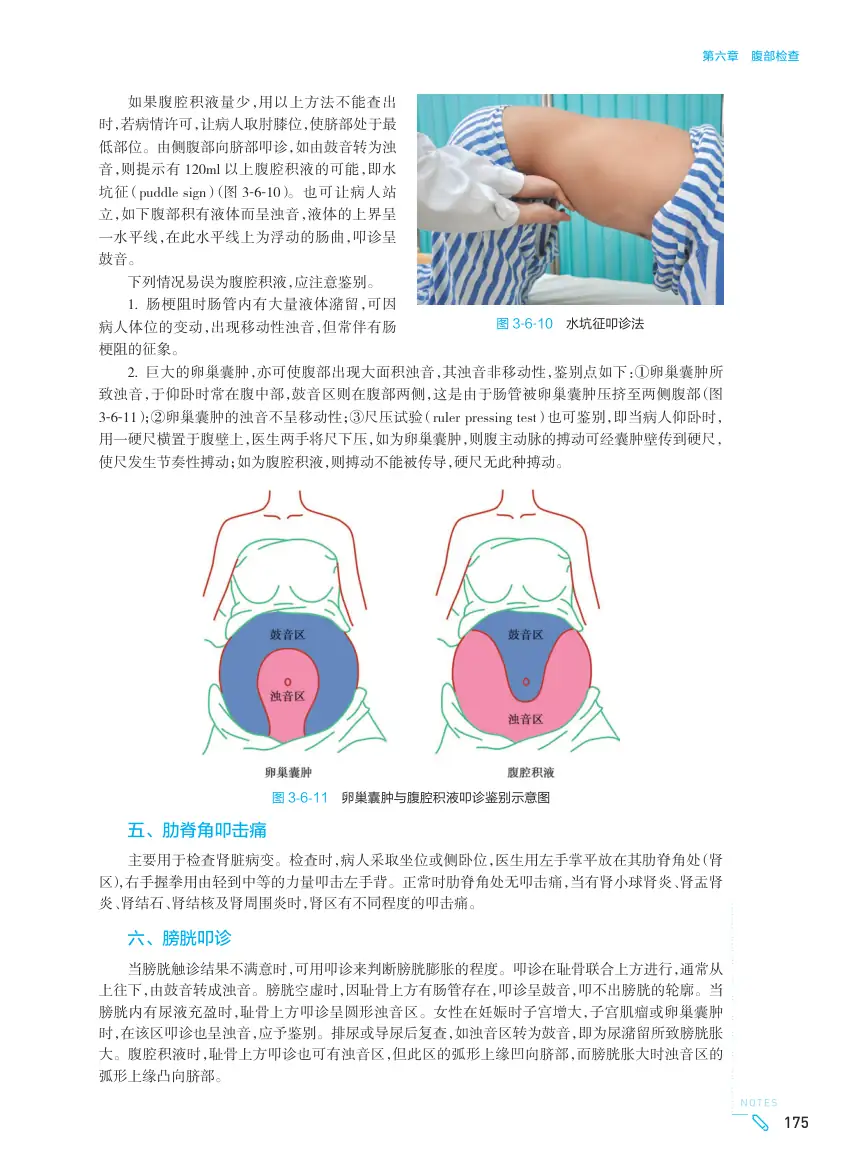 第六章　腹部检查
如果腹腔积液量少，用以上方法不能查出
时，若病情许可，让病人取肘膝位，使脐部处于最
低部位。由侧腹部向脐部叩诊，如由鼓音转为浊
音，则提示有 120ml 以上腹腔积液的可能，即水
坑征（puddle sign）（图 3-6-10）。也可让病人站
立，如下腹部积有液体而呈浊音，液体的上界呈
一水平线，在此水平线上为浮动的肠曲，叩诊呈
鼓音。
下列情况易误为腹腔积液，应注意鉴别。
1. 肠梗阻时肠管内有大量液体潴留，可因
病人体位的变动，出现移动性浊音，但常伴有肠
梗阻的征象。
图 3-6-10　水坑征叩诊法
2. 巨大的卵巢囊肿，亦可使腹部出现大面积浊音，其浊音非移动性，鉴别点如下：①卵巢囊肿所
致浊音，于仰卧时常在腹中部，鼓音区则在腹部两侧，这是由于肠管被卵巢囊肿压挤至两侧腹部（图
3-6-11）；②卵巢囊肿的浊音不呈移动性；③尺压试验（ruler pressing test）也可鉴别，即当病人仰卧时，
用一硬尺横置于腹壁上，医生两手将尺下压，如为卵巢囊肿，则腹主动脉的搏动可经囊肿壁传到硬尺，
使尺发生节奏性搏动；如为腹腔积液，则搏动不能被传导，硬尺无此种搏动。
鼓音区
浊音区
卵巢囊肿
鼓音区
浊音区
腹腔积液
图 3-6-11　卵巢囊肿与腹腔积液叩诊鉴别示意图
五、肋脊角叩击痛
主要用于检查肾脏病变。检查时，病人采取坐位或侧卧位，医生用左手掌平放在其肋脊角处（肾
区），右手握拳用由轻到中等的力量叩击左手背。正常时肋脊角处无叩击痛，当有肾小球肾炎、肾盂肾
炎、肾结石、肾结核及肾周围炎时，肾区有不同程度的叩击痛。
六、膀胱叩诊
当膀胱触诊结果不满意时，可用叩诊来判断膀胱膨胀的程度。叩诊在耻骨联合上方进行，通常从
上往下，由鼓音转成浊音。膀胱空虚时，因耻骨上方有肠管存在，叩诊呈鼓音，叩不出膀胱的轮廓。当
膀胱内有尿液充盈时，耻骨上方叩诊呈圆形浊音区。女性在妊娠时子宫增大，子宫肌瘤或卵巢囊肿
时，在该区叩诊也呈浊音，应予鉴别。排尿或导尿后复查，如浊音区转为鼓音，即为尿潴留所致膀胱胀
大。腹腔积液时，耻骨上方叩诊也可有浊音区，但此区的弧形上缘凹向脐部，而膀胱胀大时浊音区的
弧形上缘凸向脐部。
NOTES
175